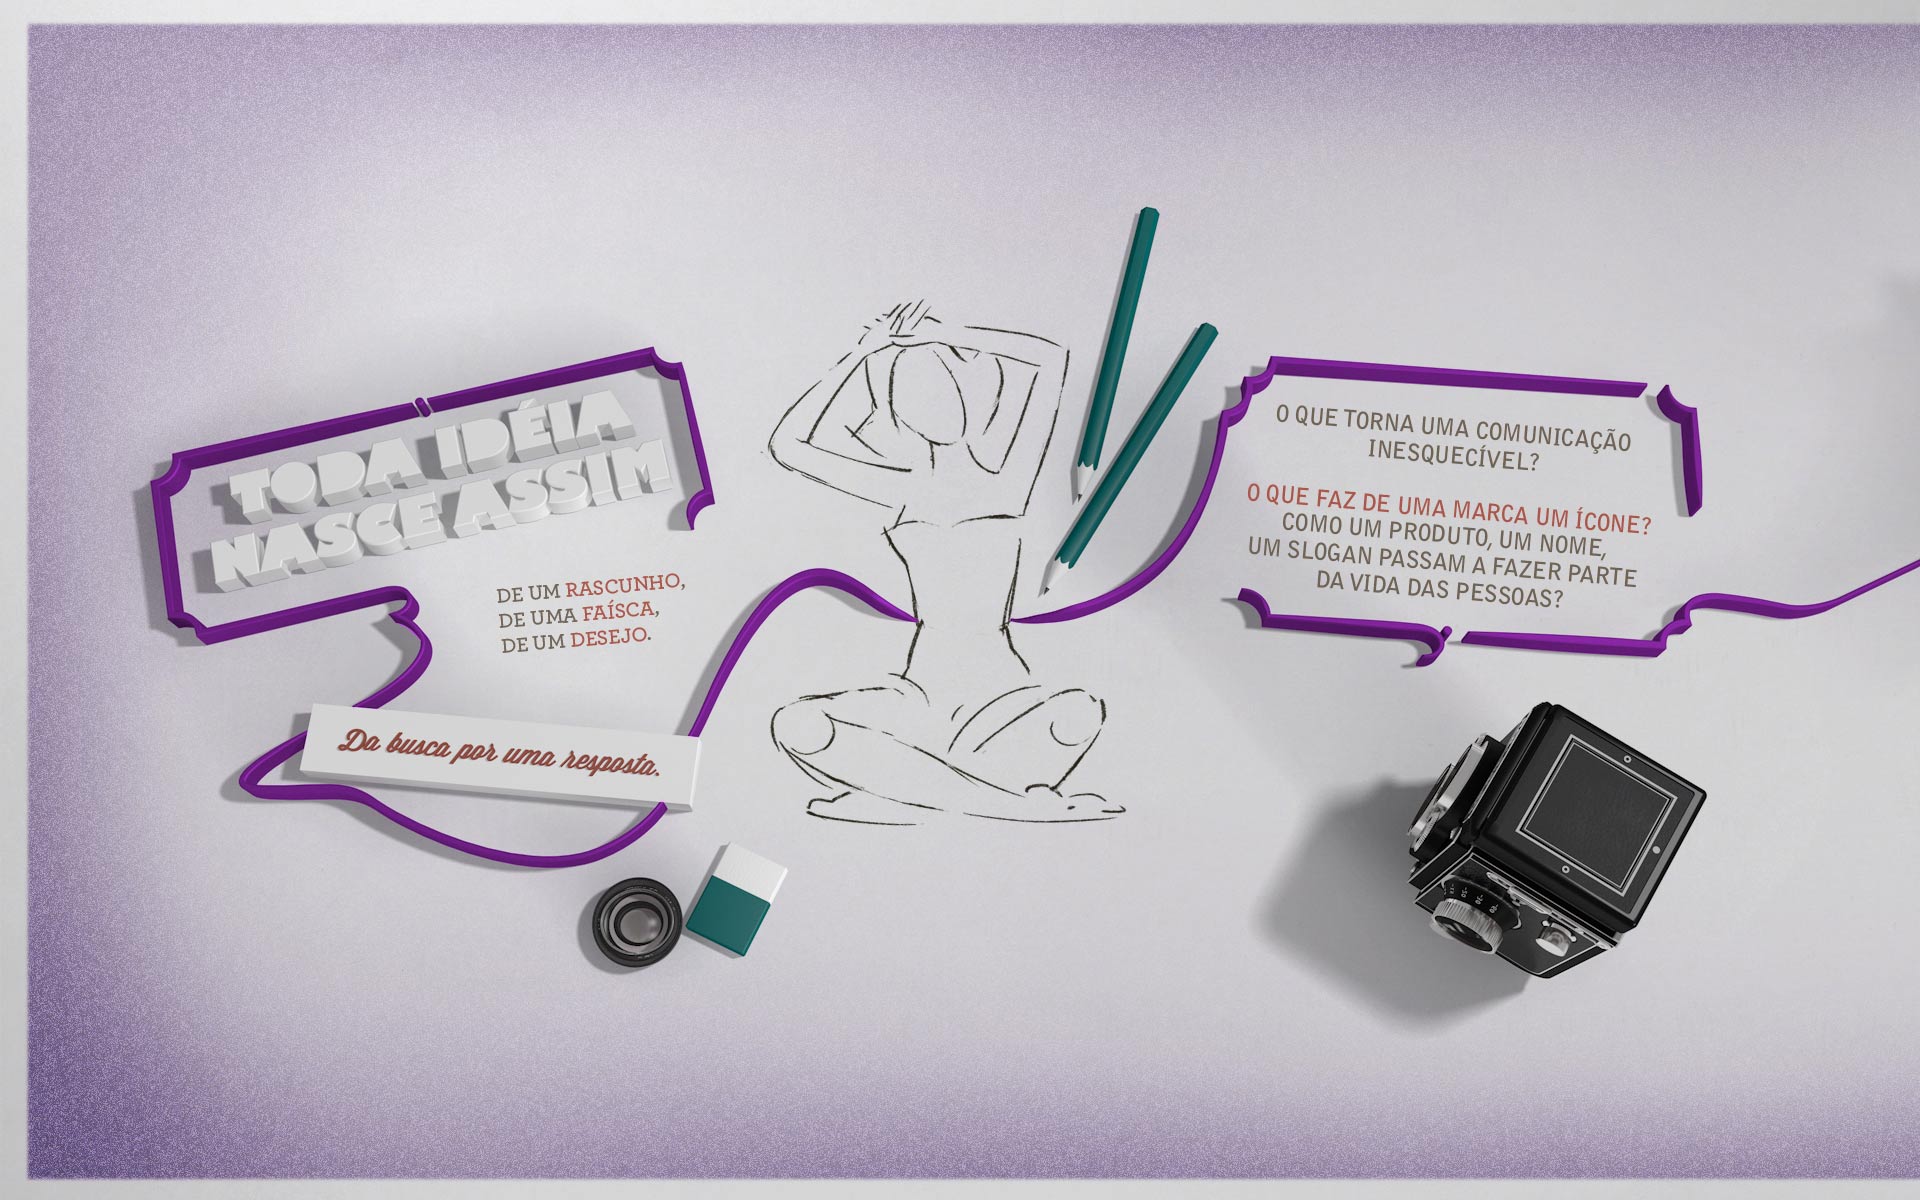 TODA IDÉIA
NASCE ASSIM
DE UM RASCUNHO,
DE UMA FAÍSCA,
DE UM DESEJO.
Da busca por uma resposta.
O QUE TORNA UMA COMUNICAÇÃO
INESQUECÍVEL?
O QUE FAZ DE UMA MARCA UM ÍCONE?
COMO UM PRODUTO, UM NOME,
UM SLOGAN PASSAM A FAZER PARTE
DA VIDA DAS PESSOAS?